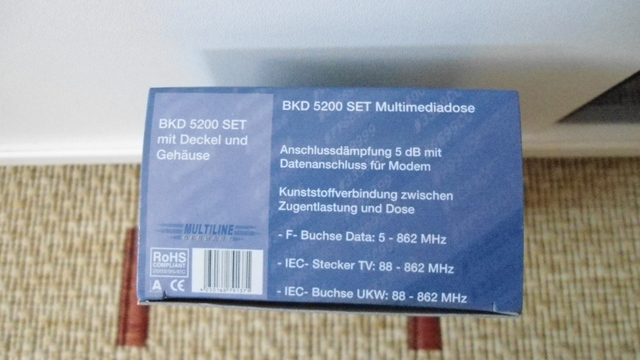 BKD 5200 SET
mit Deckel und
Gehäuse
MULTILINE
RoHS
COMPLIANT
A CE
BKD 5200 SET Multimediadose
Anschlussdämpfung 5 dB mit
Datenanschluss für Modem
Kunststoffverbindung zwischen
Zugentlastung und Dose
- F- Buchse Data: 5 - 862 MHz
- IEC- Stecker TV: 88 - 862 MHz
- IEC- Buchse UKW: 88 - 862 MHz